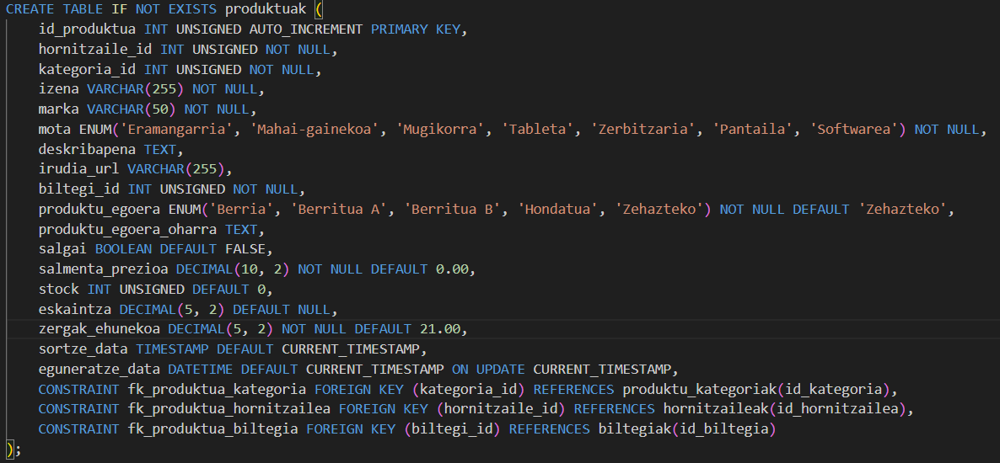 CREATE TABLE IF NOT EXISTS produktuak (
id_produktua INT UNSIGNED AUTO_INCREMENT PRIMARY KEY,
hornitzaile_id INT UNSIGNED NOT NULL,
kategoria_id INT UNSIGNED NOT NULL,
izena VARCHAR(255) NOT NULL,
marka VARCHAR(50) NOT NULL,
mota ENUM('Eramangarria', 'Mahai-gainekoa', 'Mugikorra', 'Tableta', 'Zerbitzaria', 'Pantaila', 'Softwarea') NOT NULL,
deskribapena TEXT,
irudia_url VARCHAR(255),
biltegi_id INT UNSIGNED NOT NULL,
produktu_egoera ENUM('Berria', 'Berritua A', 'Berritua B', 'Hondatua', 'Zehazteko') NOT NULL DEFAULT 'Zehazteko',
produktu_egoera_oharra TEXT,
salgai BOOLEAN DEFAULT FALSE,
salmenta_prezioa DECIMAL(10, 2) NOT NULL DEFAULT 0.00,
stock INT UNSIGNED DEFAULT 0,
eskaintza DECIMAL(5, 2) DEFAULT NULL,
zergak_ehunekoa DECIMAL(5, 2) NOT NULL DEFAULT 21.00,
sortze_data TIMESTAMP DEFAULT CURRENT_TIMESTAMP,
eguneratze_data DATETIME DEFAULT CURRENT_TIMESTAMP ON UPDATE CURRENT_TIMESTAMP,
CONSTRAINT fk_produktua_kategoria FOREIGN KEY (kategoria_id) REFERENCES produktu_kategoriak(id_kategoria),
CONSTRAINT fk_produktua_hornitzailea FOREIGN KEY (hornitzaile_id) REFERENCES hornitzaileak(id_hornitzailea),
CONSTRAINT fk_produktua_biltegia FOREIGN KEY (biltegi_id) REFERENCES biltegiak(id_biltegia)
);